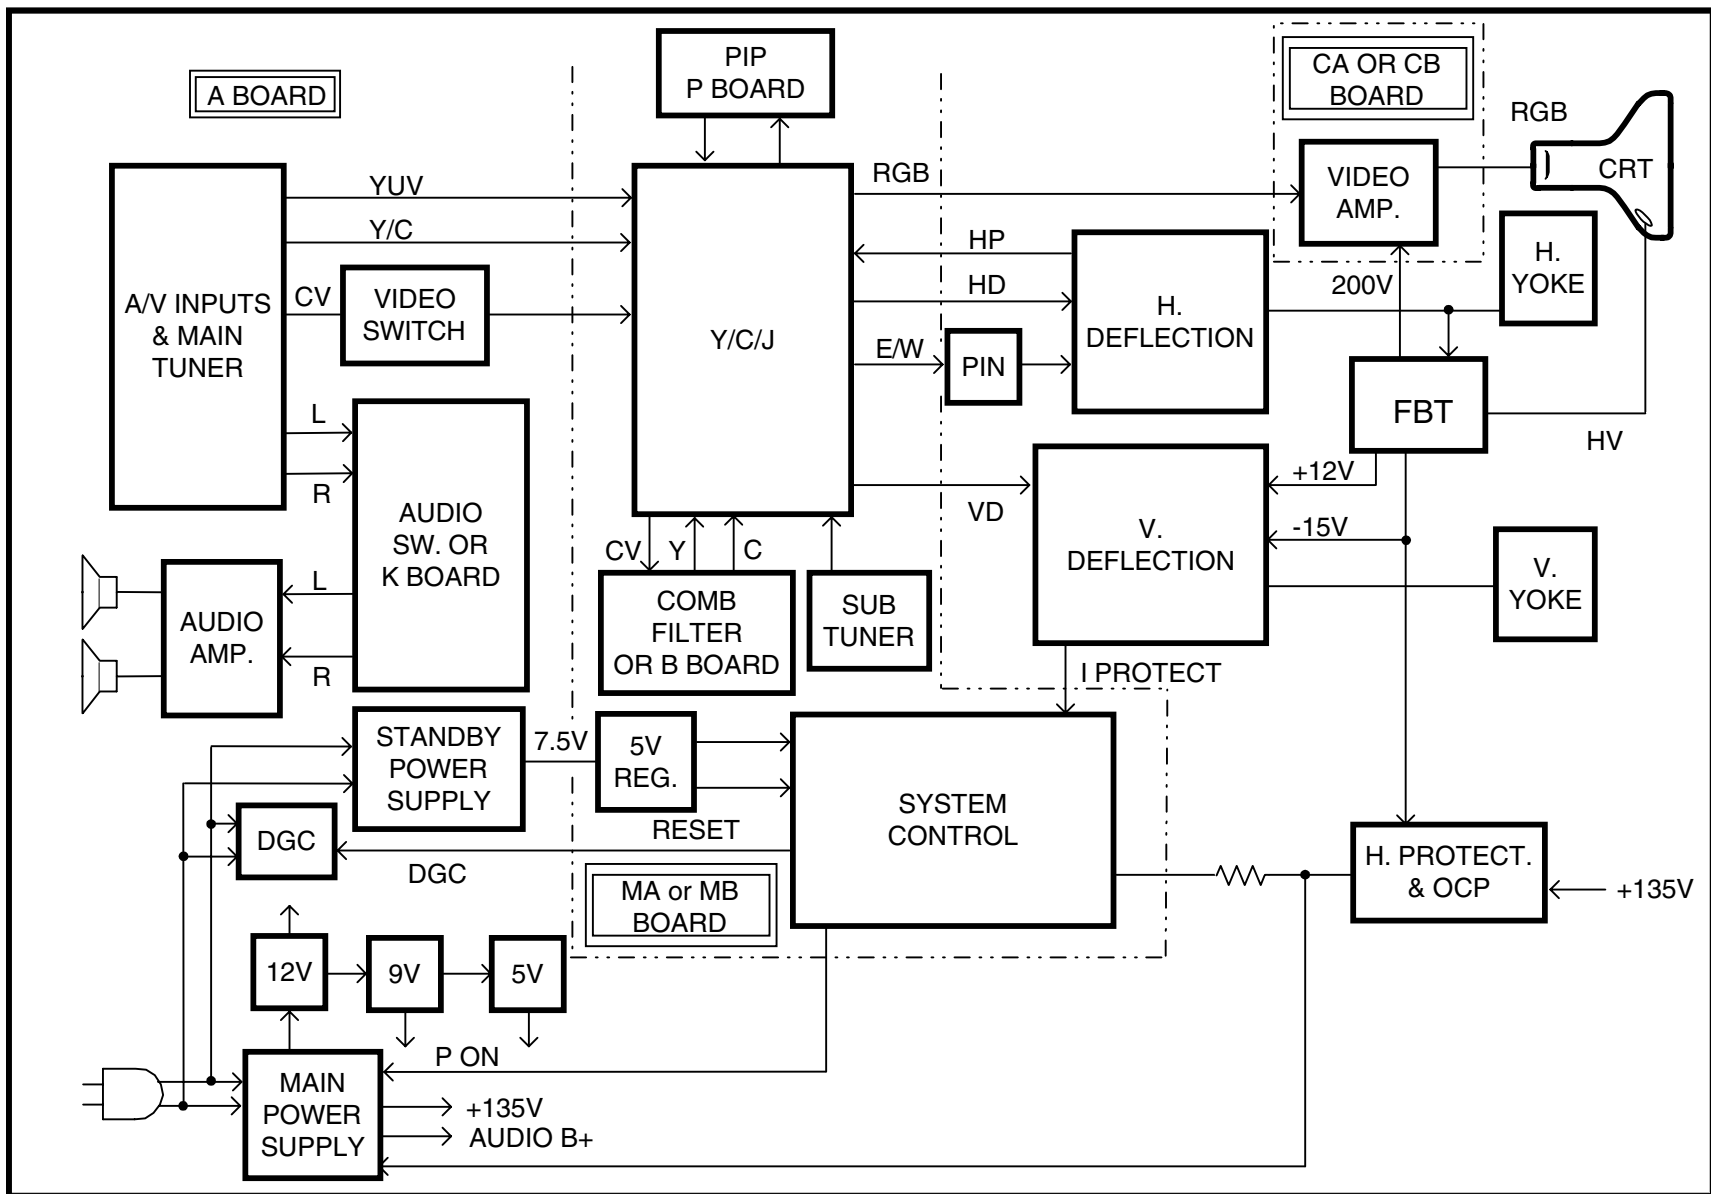 PIP
P BOARD
CA OR CB
BOARD
A BOARD
RGB
YUV
RGB
VIDEO
AMP.
CRT
Y/C
HP
H.
YOKE
CV
VIDEO
SWITCH
HD
200V
A/V INPUTS
& MAIN
TUNER
Y/C/J
H.
DEFLECTION
E/W
PIN
FBT
L
HV
R
+12V
AUDIO
SW. OR
K BOARD
VD
V.
DEFLECTION
-15V
CV
Y
C
V.
YOKE
L
AUDIO
AMP.
COMB
FILTER
OR B BOARD
SUB
TUNER
R
I PROTECT
STANDBY
POWER
SUPPLY
7.5V
5V
REG.
SYSTEM
CONTROL
RESET
DGC
DGC
H. PROTECT.
& OCP
+135V
MA or MB
BOARD
12V
9V
5V
P ON
MAIN
POWER
SUPPLY
+135V
AUDIO B+